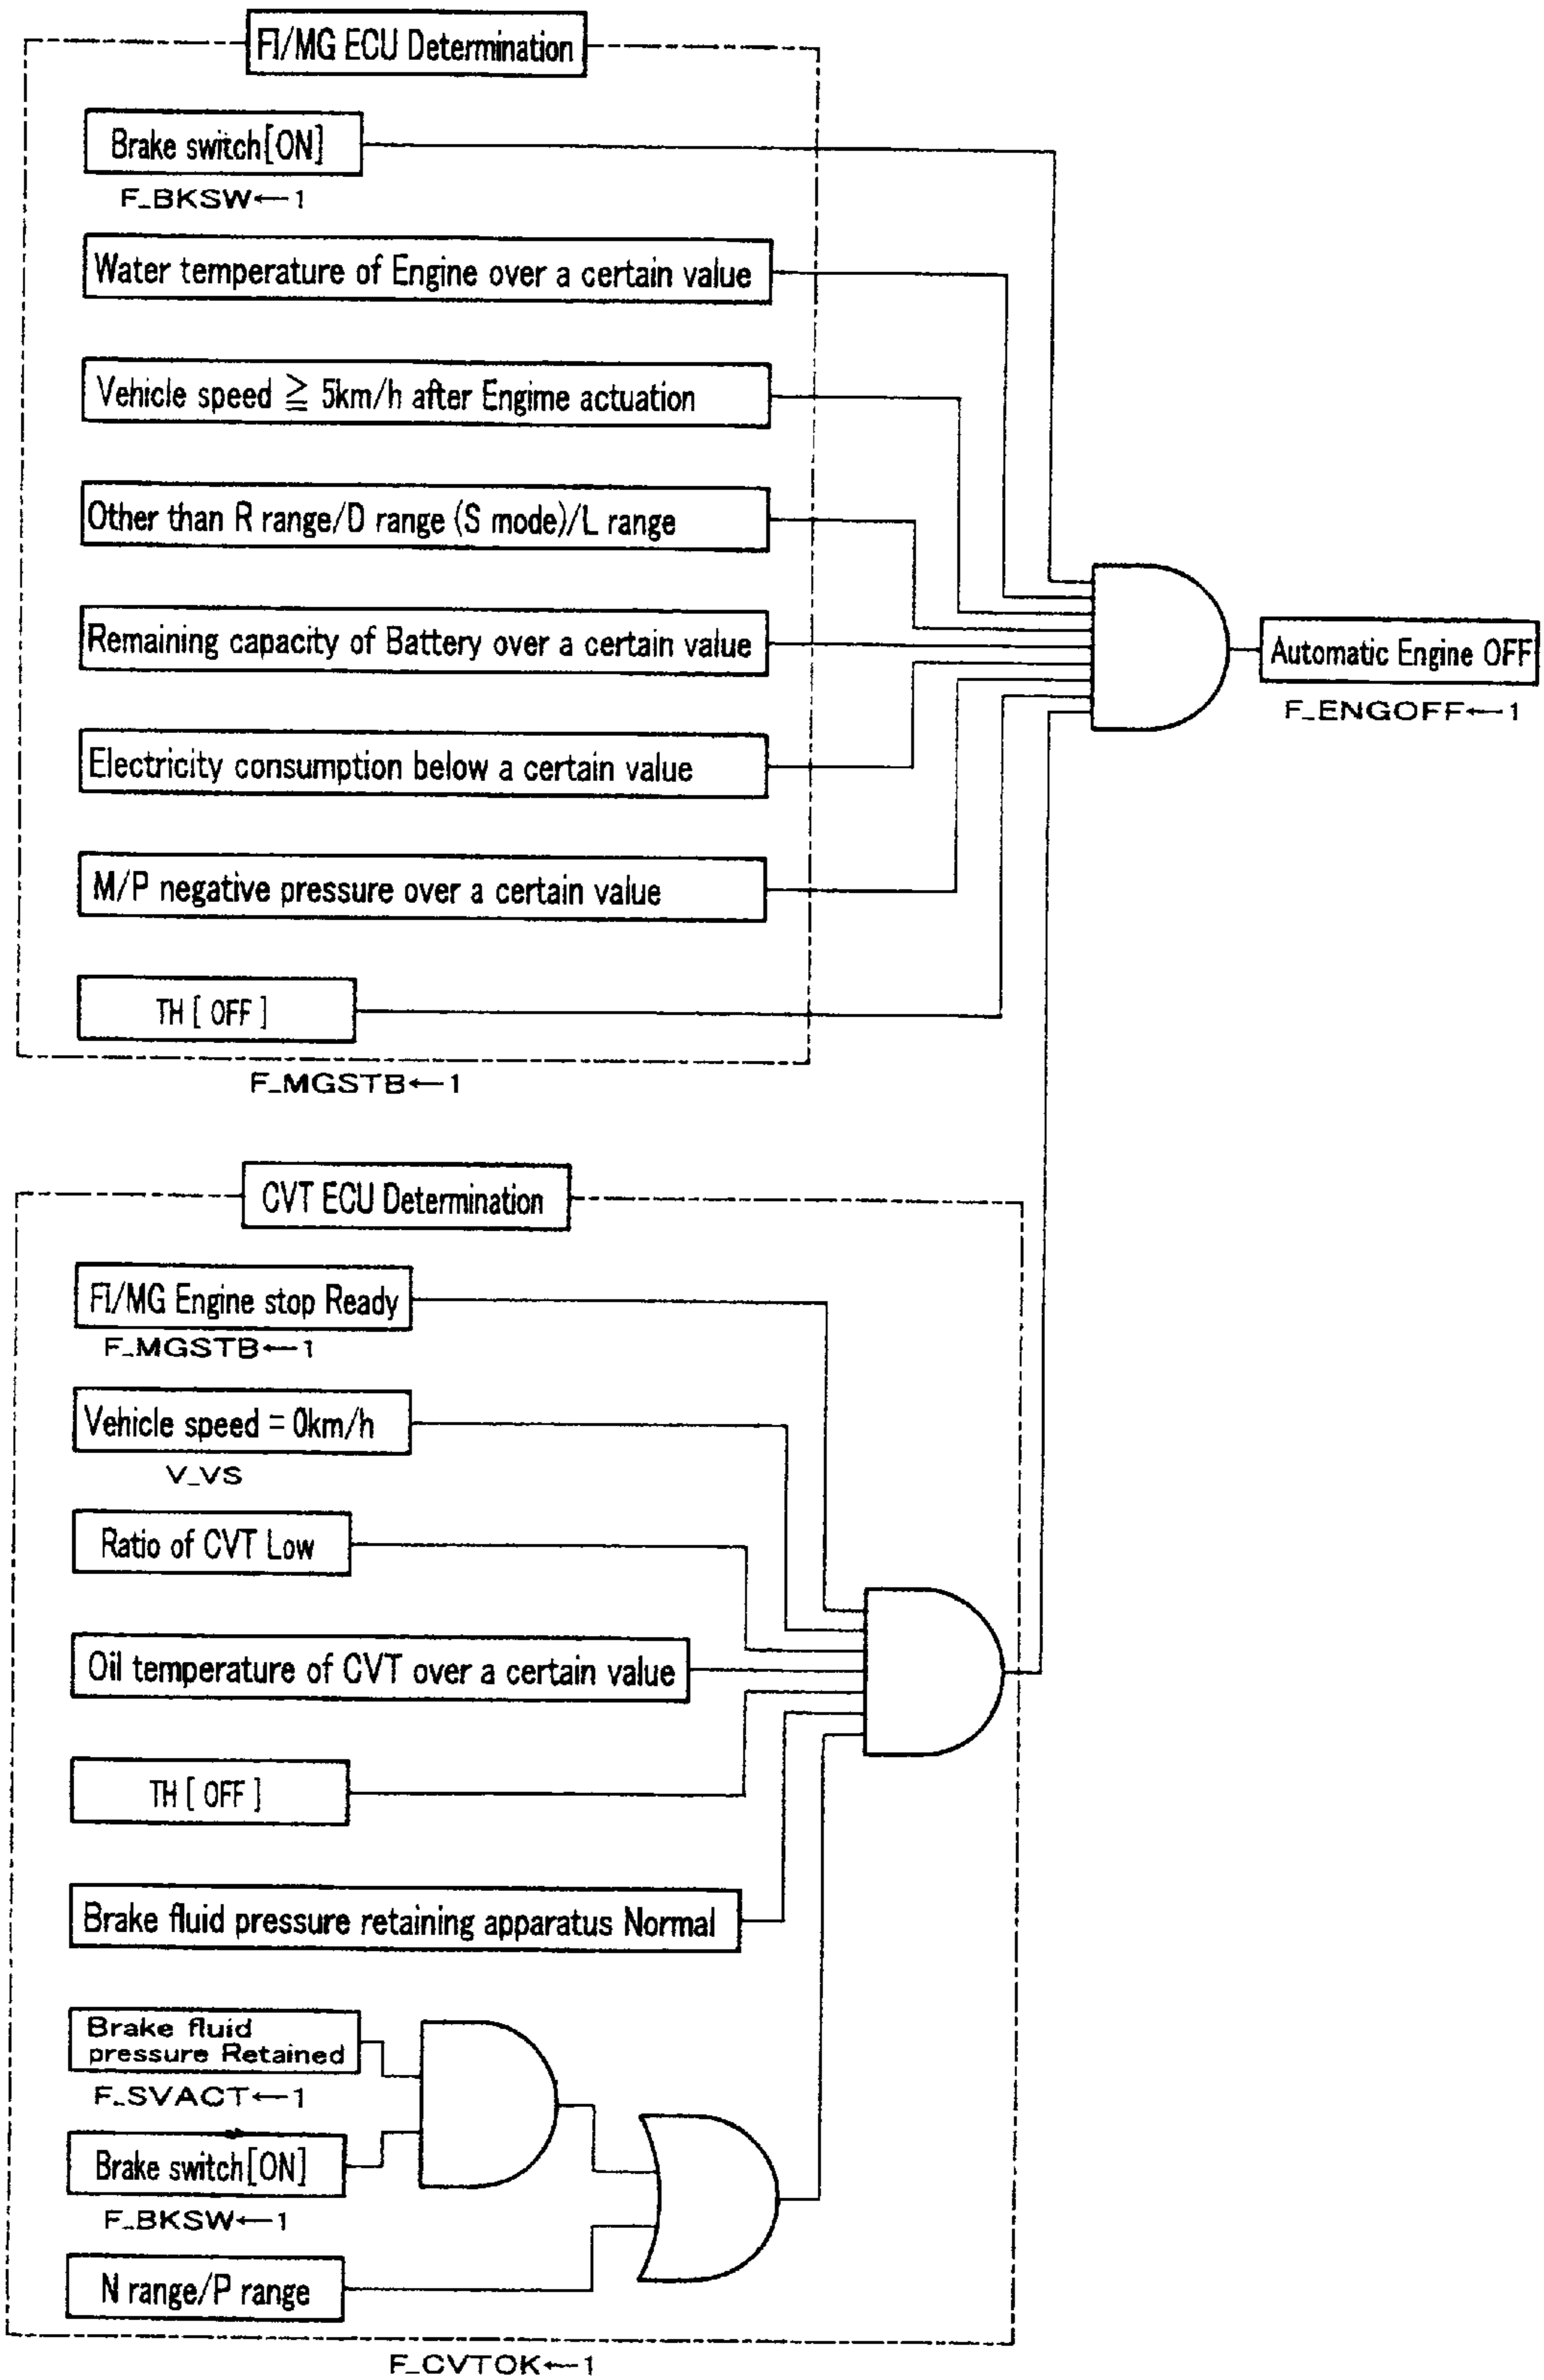 FI/MG ECU Determination
Brake switch[ON]
F_BKSW←1
Water temperature of Engine over a certain value
Vehicle speed ≧ 5km/h after Engime actuation
Other than R range/D range (S mode)/L range
Remaining capacity of Battery over a certain value
Automatic Engine OFF
F_ENGOFF←1
Electricity consumption below a certain value
M/P negative pressure over a certain value
TH [ OFF ]
F_MGSTB←1
CVT ECU Determination
FI/MG Engine stop Ready
F_MGSTB←1
Vehicle speed = 0km/h
V_VS
Ratio of CVT Low
Oil temperature of CVT over a certain value
TH [ OFF ]
Brake fluid pressure retaining apparatus Normal
Brake fluid
pressure Retained
F_SVACT←1
Brake switch[ON]
F_BKSW←1
N range/P range
F_CVTOK←1